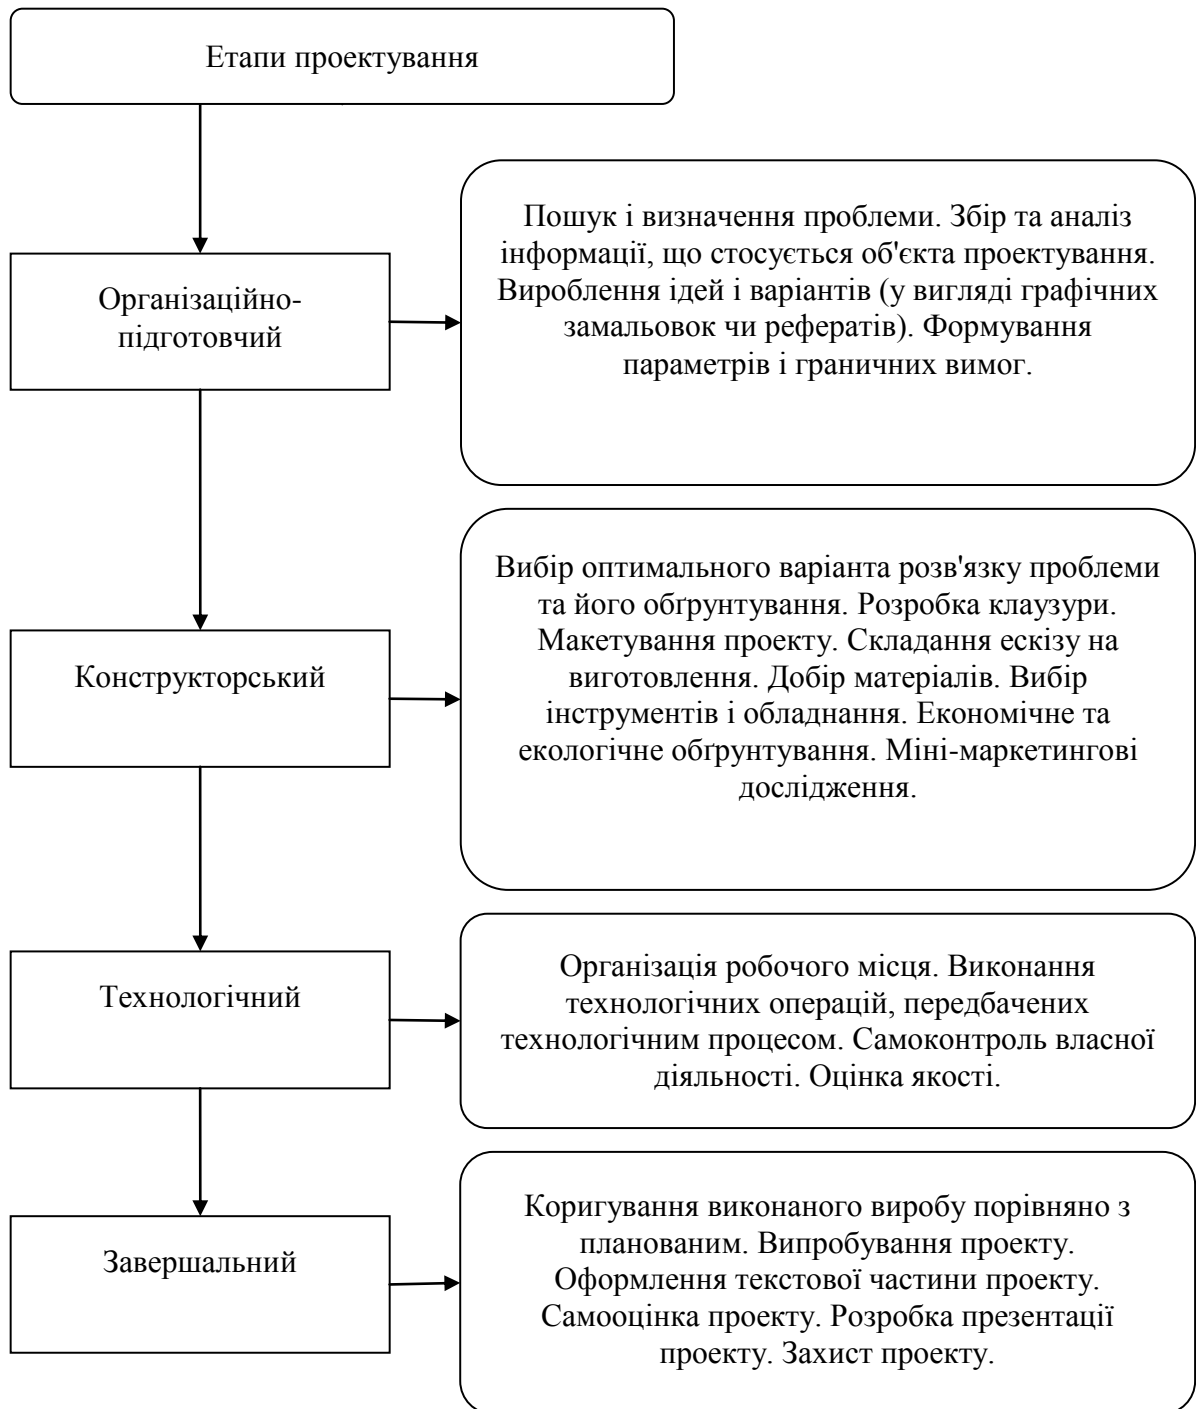 Етапи проектування
Організаційно-
підготовчий
Пошук і визначення проблеми. Збір та аналіз
інформації, що стосується об'єкта проектування.
Вироблення ідей і варіантів (у вигляді графічних
замальовок чи рефератів). Формування
параметрів і граничних вимог.
Конструкторський
Вибір оптимального варіанта розв'язку проблеми
та його обґрунтування. Розробка клаузури.
Макетування проекту. Складання ескізу на
виготовлення. Добір матеріалів. Вибір
інструментів і обладнання. Економічне та
екологічне обґрунтування. Міні-маркетингові
дослідження.
Технологічний
Організація робочого місця. Виконання
технологічних операцій, передбачених
технологічним процесом. Самоконтроль власної
діяльності. Оцінка якості.
Завершальний
Коригування виконаного виробу порівняно з
планованим. Випробування проекту.
Оформлення текстової частини проекту.
Самооцінка проекту. Розробка презентації
проекту. Захист проекту.